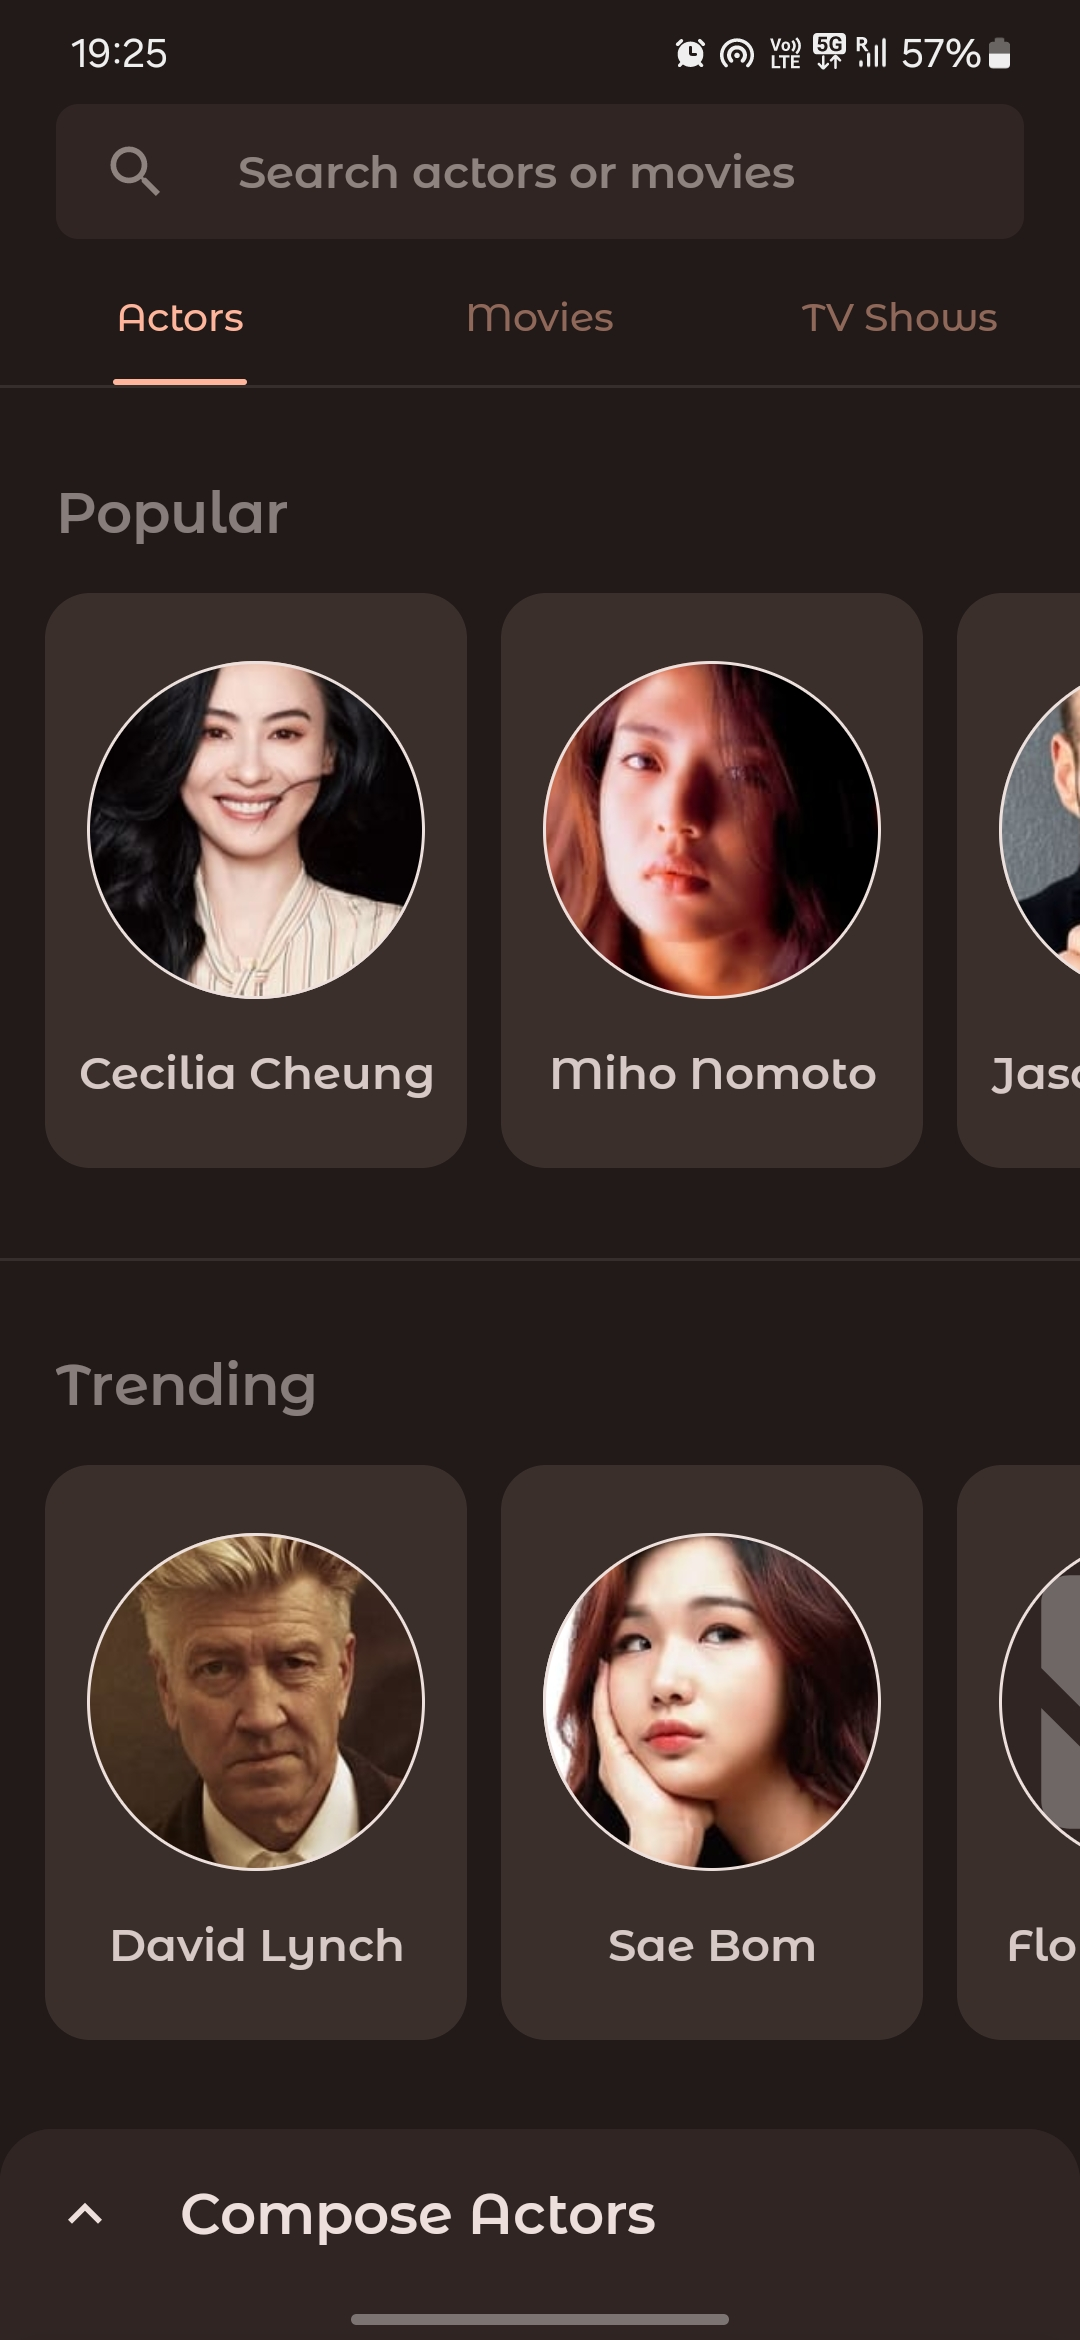 19:25
Vo)) LTE 5G R 57%
Search actors or movies
Actors Movies TV Shows
Popular
Cecilia Cheung Miho Nomoto Jas
Trending
David Lynch Sae Bom Flo
Compose Actors